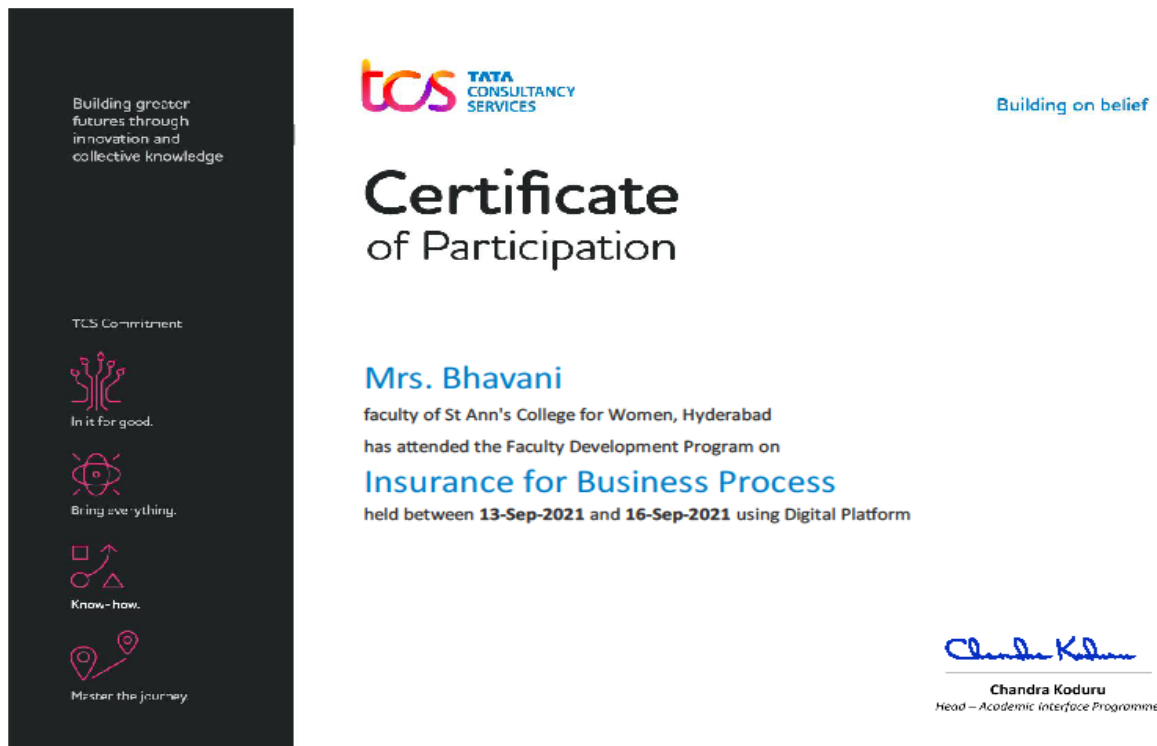 Building greater
futures through
innovation and
collective knowledge
TCS Commitment
In it for good.
Bring everything.
Know-how.
Master the journey.
tcs TATA
CONSULTANCY
SERVICES
Building on belief
Certificate
of Participation
Mrs. Bhavani
faculty of St Ann's College for Women, Hyderabad
has attended the Faculty Development Program on
Insurance for Business Process
held between 13-Sep-2021 and 16-Sep-2021 using Digital Platform
Chandra Koduru
Chandra Koduru
Head – Academic Interface Programme